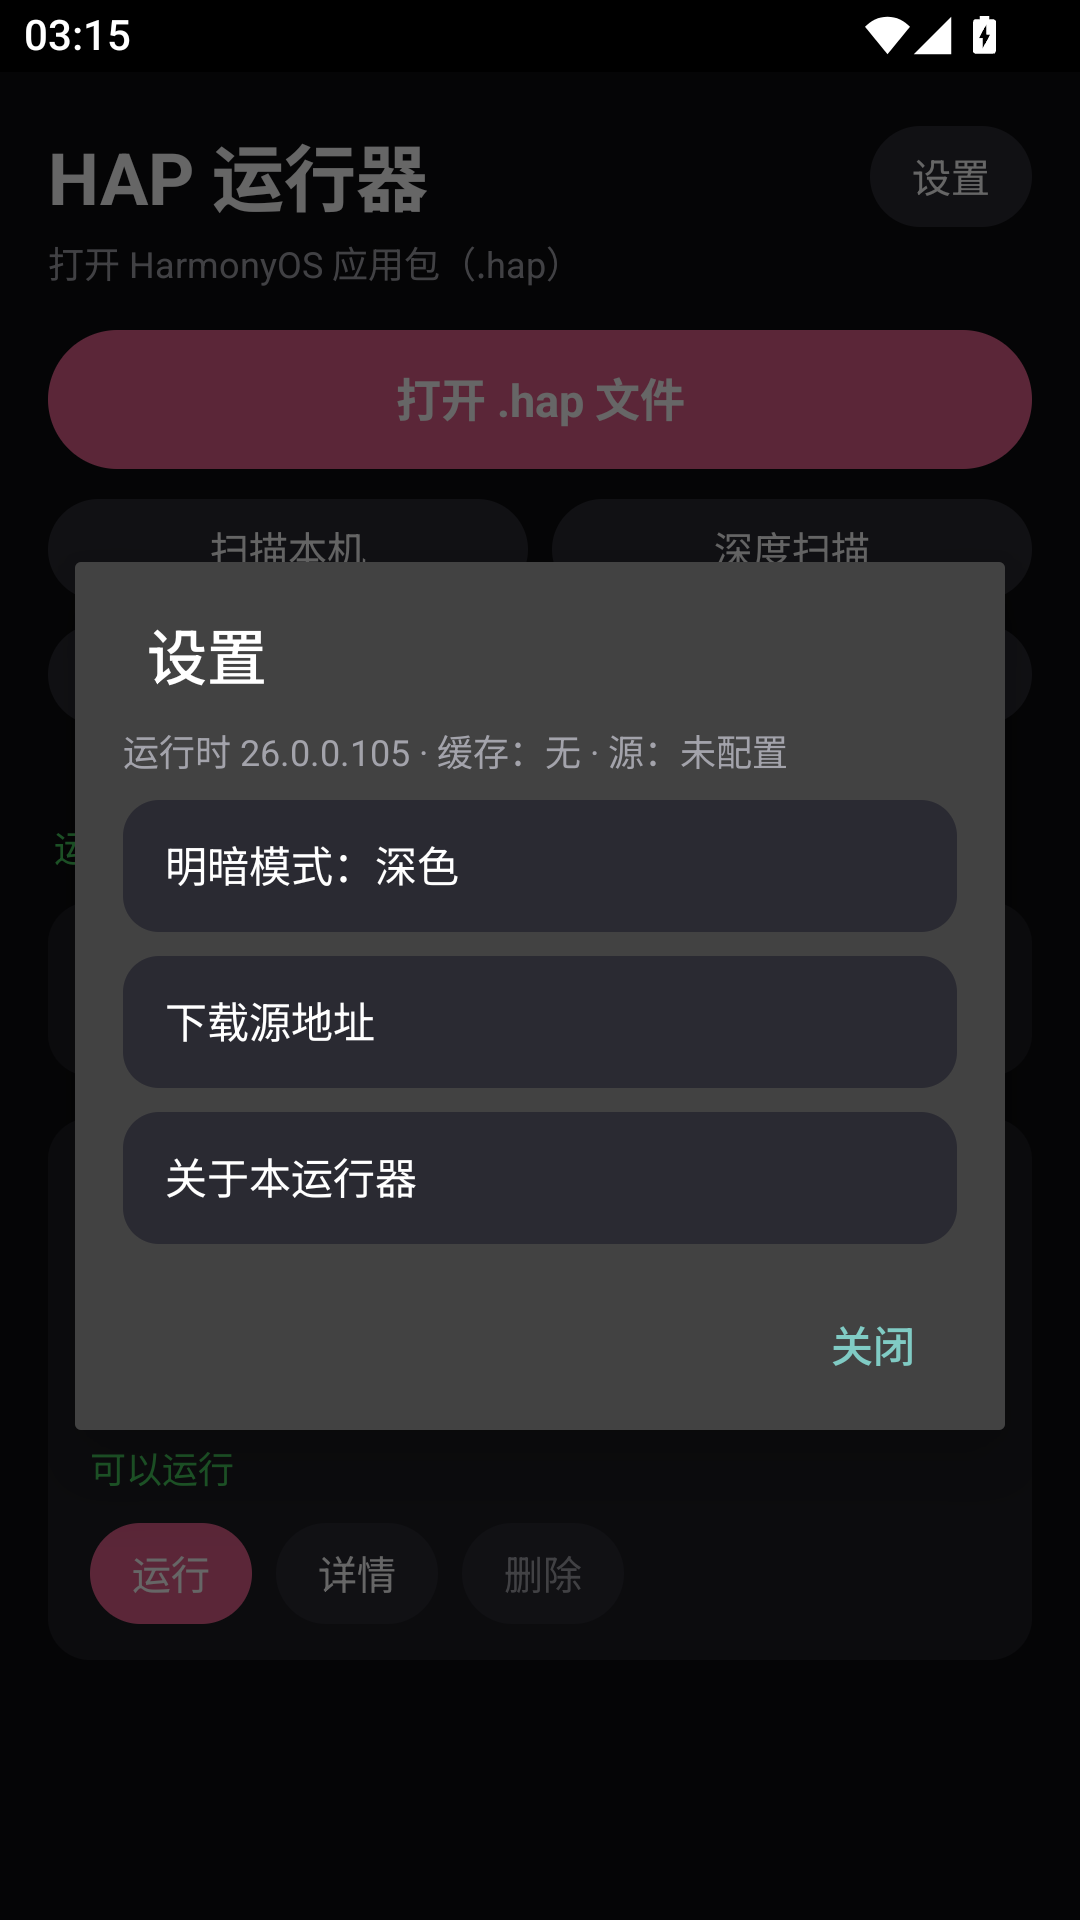 03:15
HAP 运行器
设置
打开 HarmonyOS 应用包（.hap）
打开 .hap 文件
扫描本机
深度扫描
设置
运行时 26.0.0.105 · 缓存：无 · 源：未配置
明暗模式：深色
下载源地址
关于本运行器
关闭
可以运行
运行
详情
删除